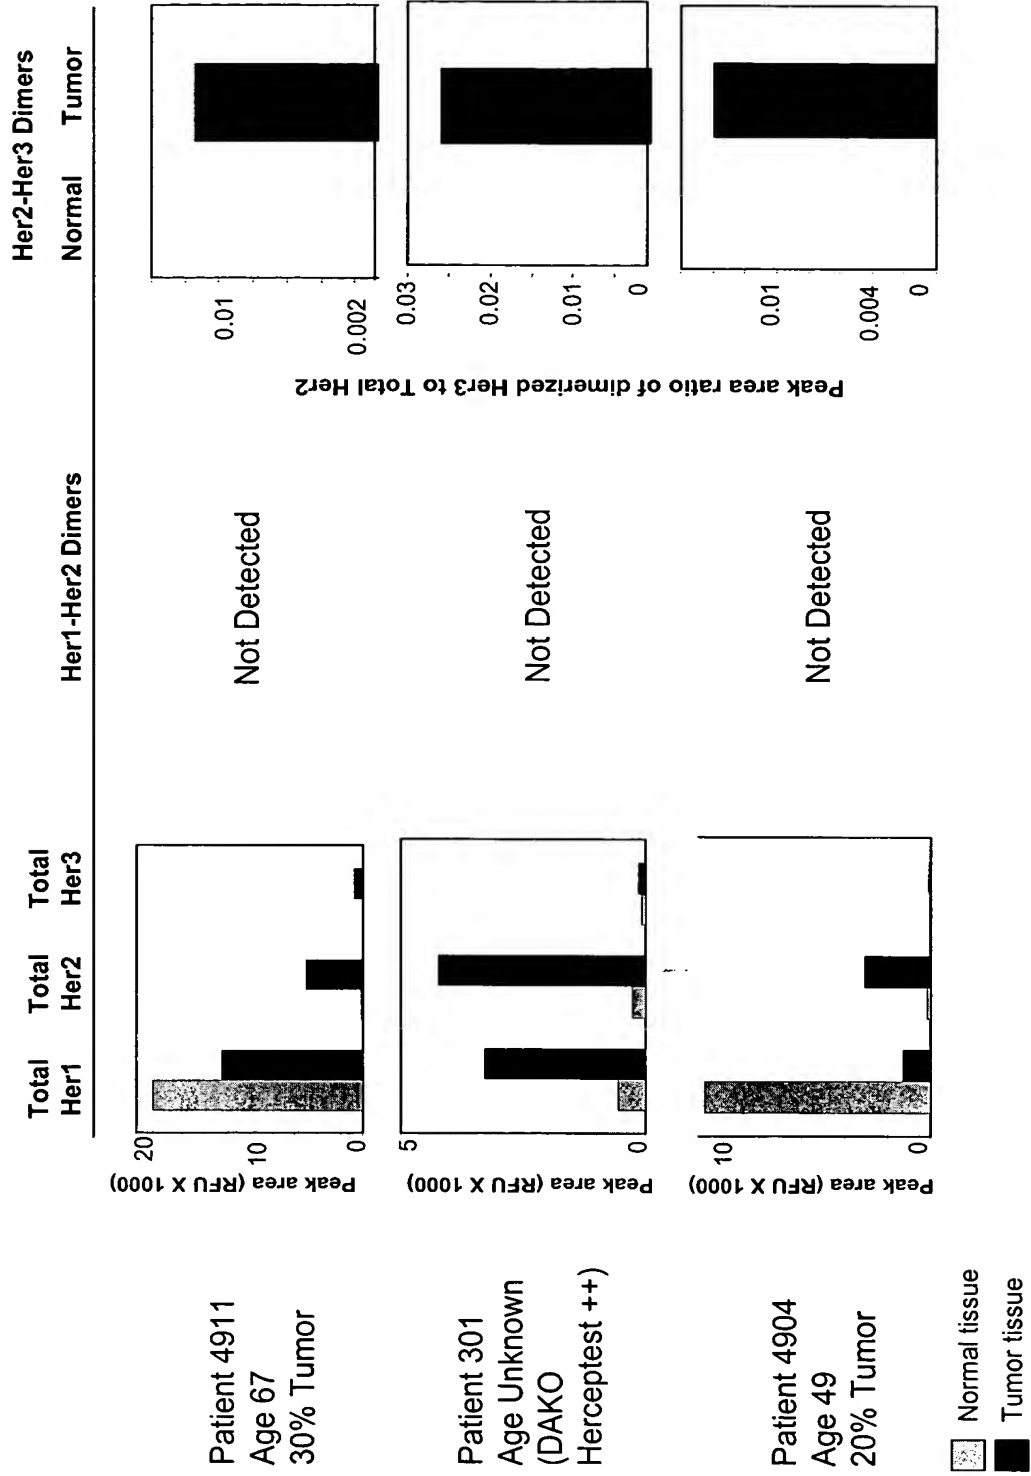 Her1-Her2 Dimers
Her2-Her3 Dimers
Total Her1
Total Her2
Total Her3
Normal
Tumor
Patient 4911
Age 67
30% Tumor
Peak area (RFU X 1000)
20
10
0
Not Detected
0.01
0.002
Patient 301
Age Unknown
(DAKO
Herceptest ++)
Peak area (RFU X 1000)
5
0
Not Detected
Peak area ratio of dimerized Her3 to Total Her2
0.03
0.02
0.01
0
Patient 4904
Age 49
20% Tumor
Peak area (RFU X 1000)
10
0
Not Detected
0.01
0.004
0
Normal tissue
Tumor tissue